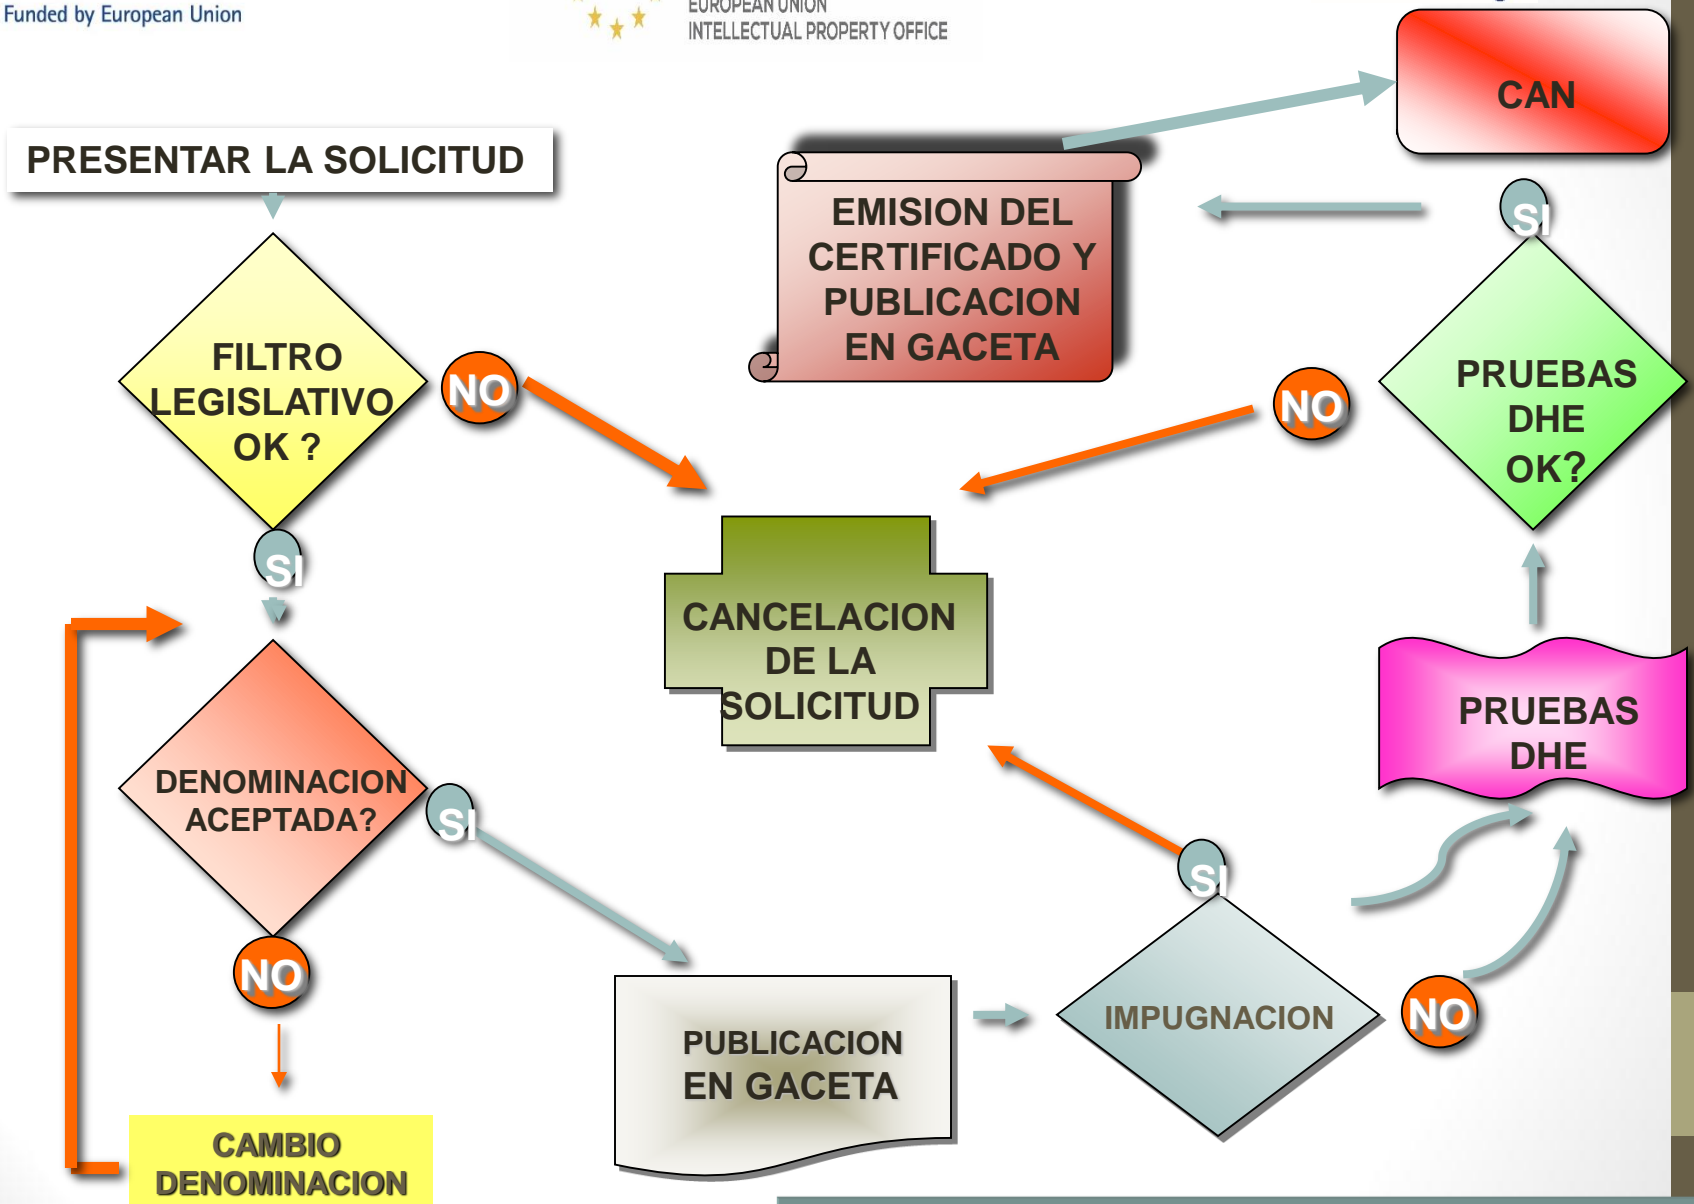 Funded by European Union
EUROPEAN UNION
INTELLECTUAL PROPERTY OFFICE
CAN
PRESENTAR LA SOLICITUD
EMISION DEL
CERTIFICADO Y
PUBLICACION
EN GACETA
SI
FILTRO
LEGISLATIVO
OK ?
NO
NO
PRUEBAS
DHE
OK?
SI
CANCELACION
DE LA
SOLICITUD
PRUEBAS
DHE
DENOMINACION
ACEPTADA?
SI
SI
NO
PUBLICACION
EN GACETA
IMPUGNACION
NO
CAMBIO
DENOMINACION